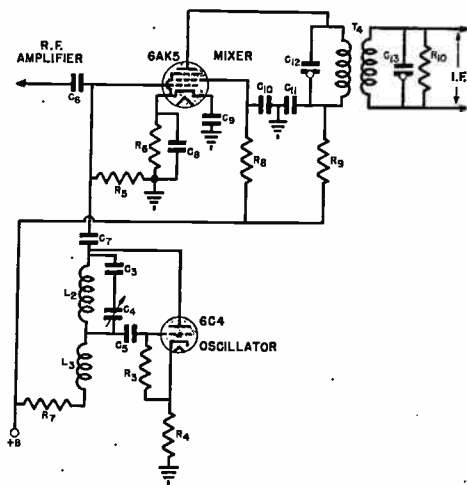 T4
R.F.
AMPLIFIER
6AK5
MIXER
C12
C13
R10
I.F.
C6
C10
C11
C9
R6
C8
R8
R9
R5
C7
C3
L2
C4
6C4
C5
OSCILLATOR
L3
R3
R7
R4
+B